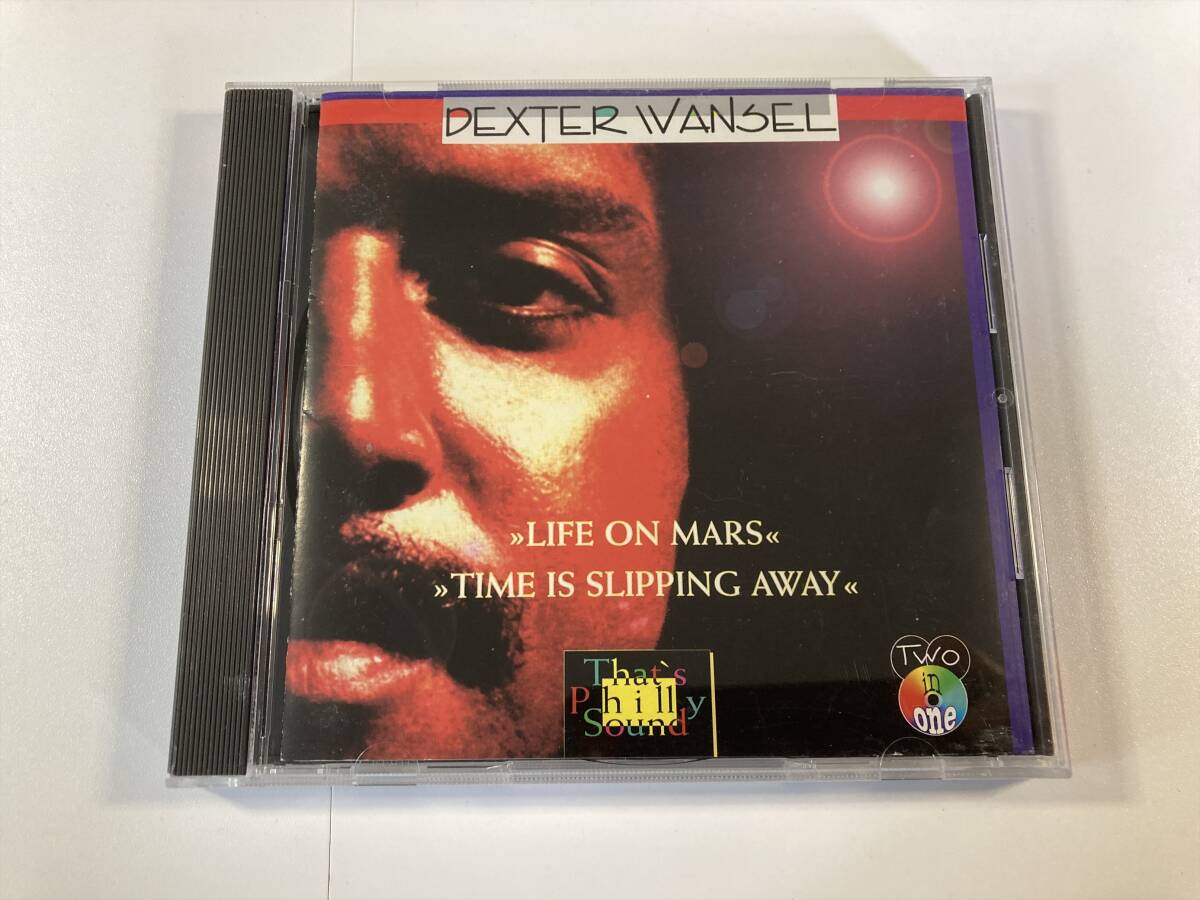 DEXTER WANSEL
»LIFE ON MARS«
»TIME IS SLIPPING AWAY«
That`s
Philly
Sound
TWO
in
one